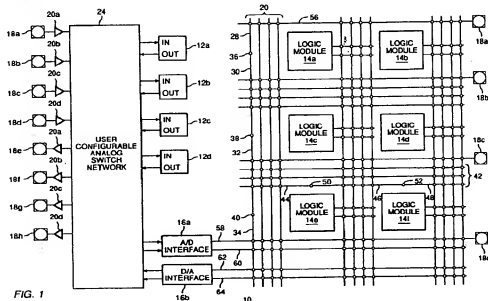 20a
24
20
56
18a
28
18a
20b
IN
OUT
12a
36
LOGIC
MODULE
14a
LOGIC
MODULE
14b
18b
30
20c
18b
18c
IN
OUT
12b
20d
18d
USER
CONFIGURABLE
ANALOG
SWITCH
NETWORK
IN
OUT
12c
38
LOGIC
MODULE
14c
LOGIC
MODULE
14d
20a
18e
32
18c
20b
18f
IN
OUT
12d
42
44
50
46
52
48
20c
18g
40
LOGIC
MODULE
14e
LOGIC
MODULE
20d
18h
16a
58
34
A/D
INTERFACE
60
62
D/A
INTERFACE
64
16b
10
FIG. 1